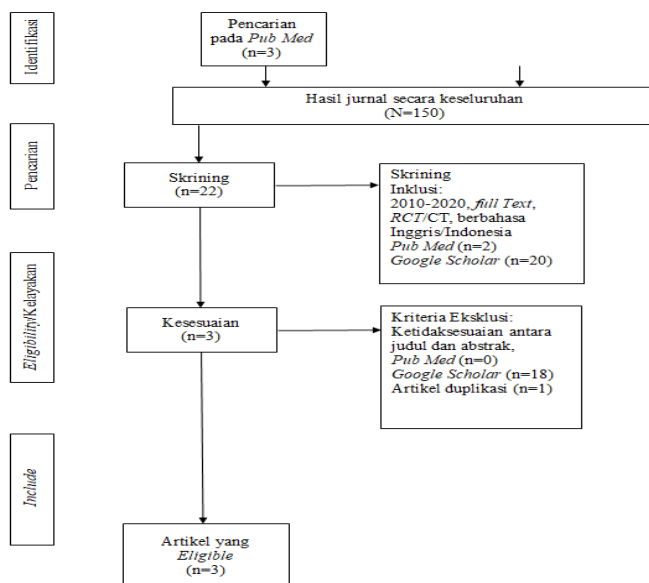 Identifikasi
Pencarian
pada Pub Med
(n=3)
Hasil jurnal secara keseluruhan
(N=150)
Pencarian
Skrining
(n=22)
Skrining
Inklusi:
2010-2020, full Text,
RCT/CT, berbahasa
Inggris/Indonesia
Pub Med (n=2)
Google Scholar (n=20)
Eligibility/Kelayakan
Kesesuaian
(n=3)
Kriteria Eksklusi:
Ketidaksesuaian antara
judul dan abstrak,
Pub Med (n=0)
Google Scholar (n=18)
Artikel duplikasi (n=1)
Include
Artikel yang
Eligible
(n=3)